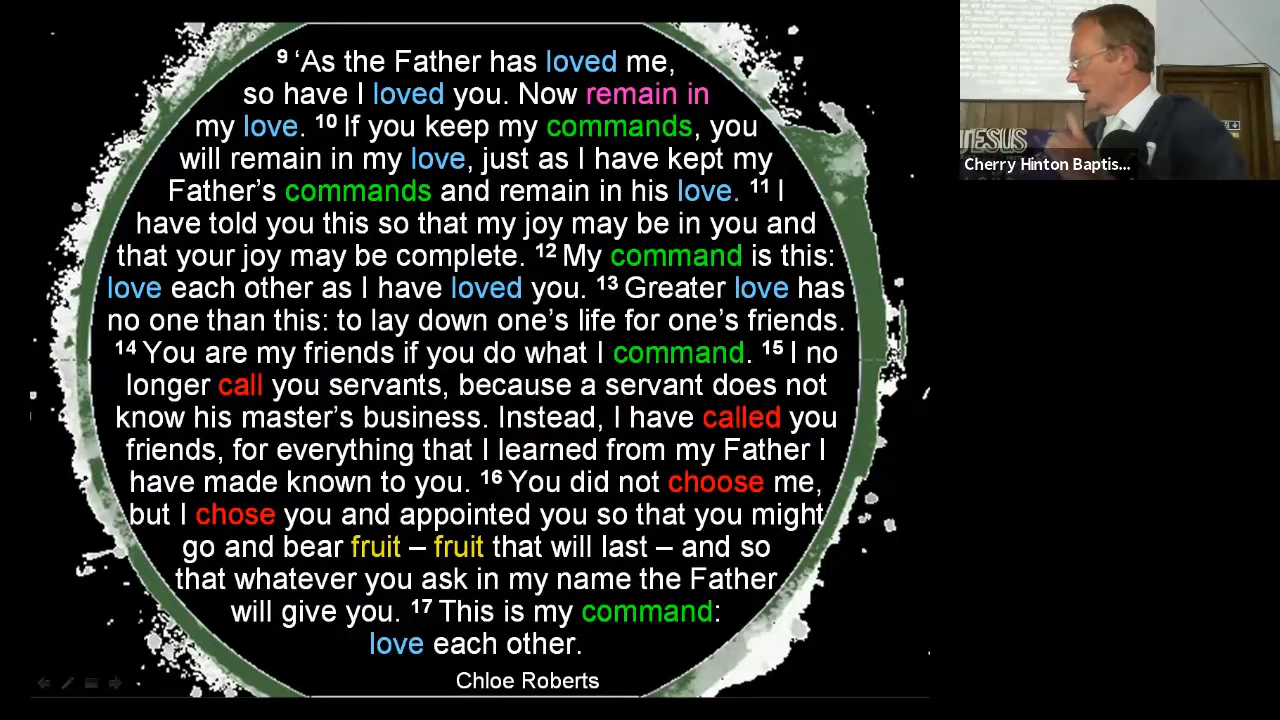 ⁹ ‘As the Father has loved me,
so have I loved you. Now remain in
my love. ¹⁰ If you keep my commands, you
will remain in my love, just as I have kept my
Father’s commands and remain in his love. ¹¹ I
have told you this so that my joy may be in you and
that your joy may be complete. ¹² My command is this:
love each other as I have loved you. ¹³ Greater love has
no one than this: to lay down one’s life for one’s friends.
¹⁴ You are my friends if you do what I command. ¹⁵ I no
longer call you servants, because a servant does not
know his master’s business. Instead, I have called you
friends, for everything that I learned from my Father I
have made known to you. ¹⁶ You did not choose me,
but I chose you and appointed you so that you might
go and bear fruit – fruit that will last – and so
that whatever you ask in my name the Father
will give you. ¹⁷ This is my command:
love each other.
Chloe Roberts
JESUS
Cherry Hinton Baptis...